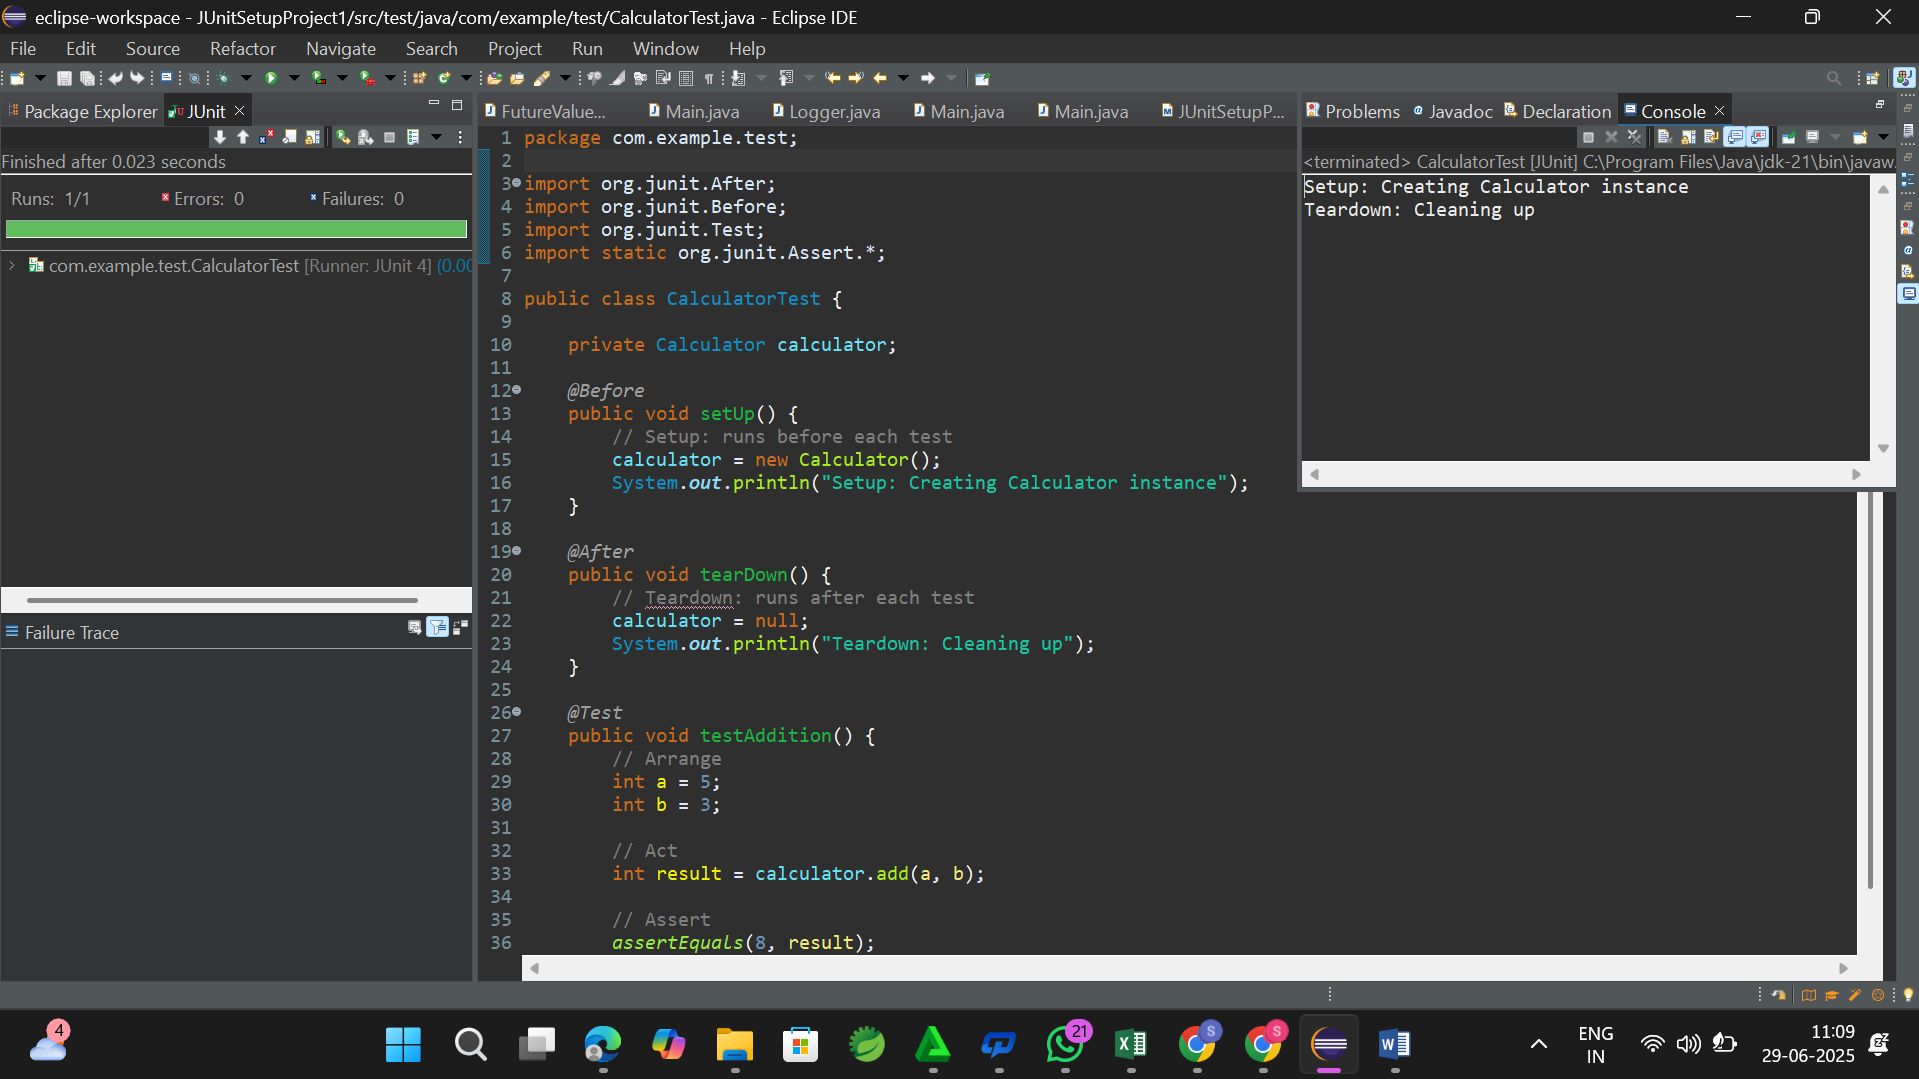 eclipse-workspace - JUnitSetupProject1/src/test/java/com/example/test/CalculatorTest.java - Eclipse IDE
File Edit Source Refactor Navigate Search Project Run Window Help
Package Explorer JUnit
Finished after 0.023 seconds
Runs: 1/1 Errors: 0 Failures: 0
com.example.test.CalculatorTest [Runner: JUnit 4] (0.00
Failure Trace
FutureValue... Main.java Logger.java Main.java Main.java JUnitSetupP...
1 package com.example.test;
2
3 import org.junit.After;
4 import org.junit.Before;
5 import org.junit.Test;
6 import static org.junit.Assert.*;
7
8 public class CalculatorTest {
9
10 private Calculator calculator;
11
12 @Before
13 public void setUp() {
14 // Setup: runs before each test
15 calculator = new Calculator();
16 System.out.println("Setup: Creating Calculator instance");
17 }
18
19 @After
20 public void tearDown() {
21 // Teardown: runs after each test
22 calculator = null;
23 System.out.println("Teardown: Cleaning up");
24 }
25
26 @Test
27 public void testAddition() {
28 // Arrange
29 int a = 5;
30 int b = 3;
31
32 // Act
33 int result = calculator.add(a, b);
34
35 // Assert
36 assertEquals(8, result);
Problems Javadoc Declaration Console
<terminated> CalculatorTest [JUnit] C:\Program Files\Java\jdk-21\bin\javaw.
Setup: Creating Calculator instance
Teardown: Cleaning up
4
21
S
S
ENG
IN
11:09
29-06-2025